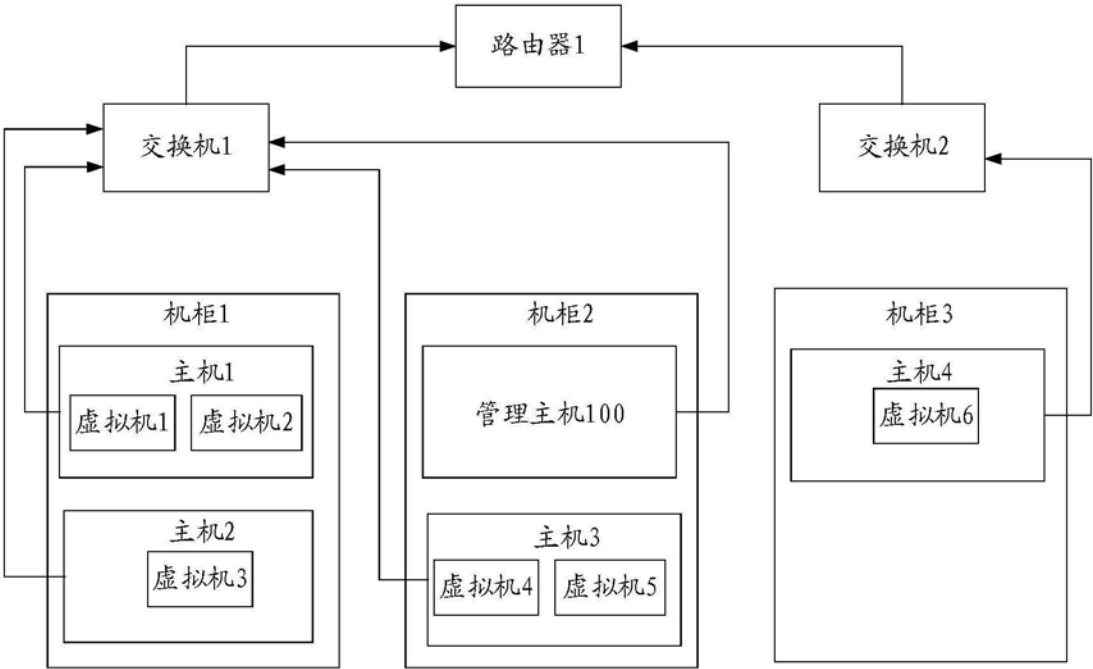 路由器1
交换机1
交换机2
机柜1
主机1
虚拟机1
虚拟机2
主机2
虚拟机3
机柜2
管理主机100
主机3
虚拟机4
虚拟机5
机柜3
主机4
虚拟机6